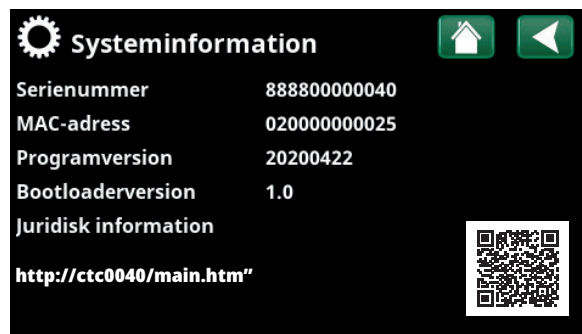 Systeminformation
Serienummer 888800000040
MAC-adress 020000000025
Programversion 20200422
Bootloaderversion 1.0
Juridisk information
http://ctc0040/main.htm”